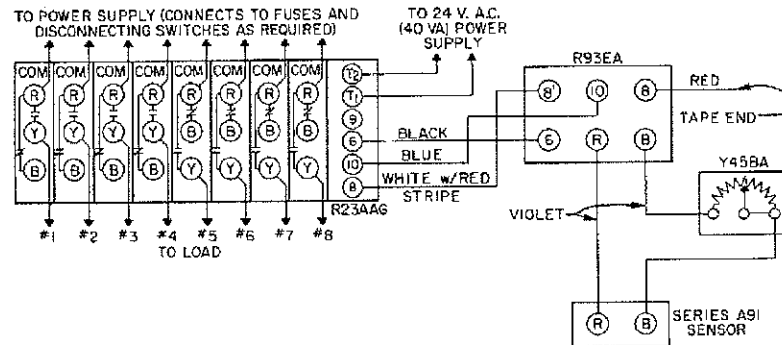 TO POWER SUPPLY (CONNECTS TO FUSES AND
DISCONNECTING SWITCHES AS REQUIRED)
TO 24 V. A.C.
(40 VA) POWER
SUPPLY
COM COM COM COM COM COM COM COM
R R R R R R R R
Y Y Y Y B B B B
B B B B Y Y Y Y
T2
T1
9
6
10
8
R23AAG
#1 #2 #3 #4 #5 #6 #7 #8
TO LOAD
BLACK
BLUE
WHITE W/RED
STRIPE
R93EA
8' 10 8
6 R B
RED
TAPE END
Y45BA
VIOLET
R B
SERIES A91
SENSOR